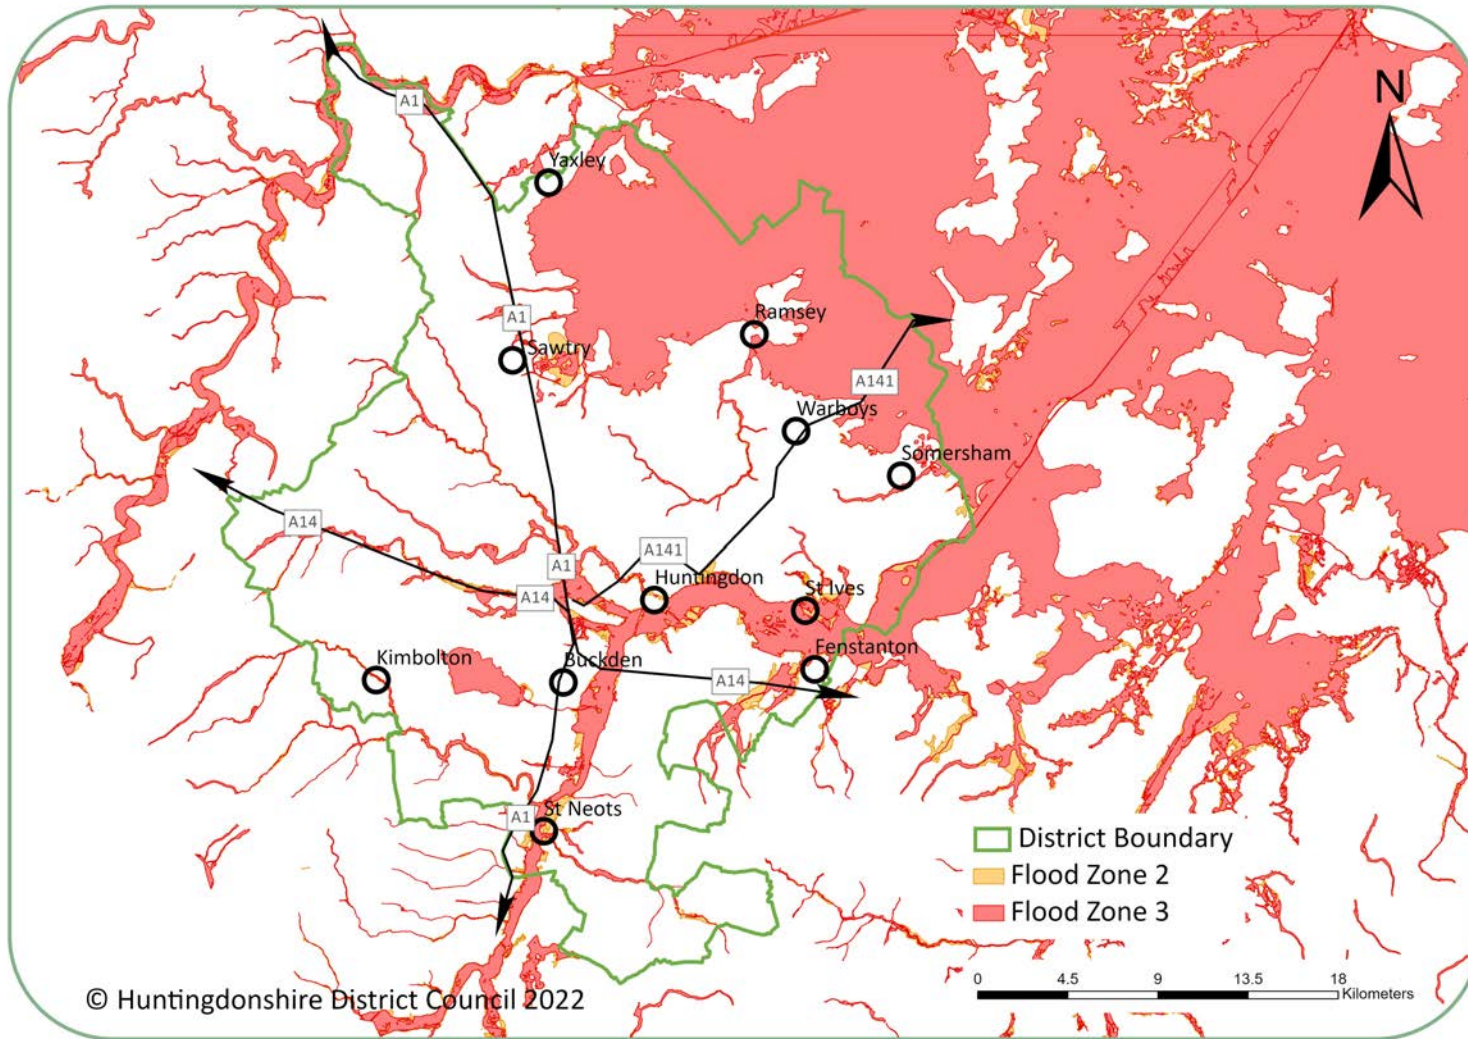 A1
N
Yaxley
Ramsey
A1
Sawtry
A141
Warboys
Somersham
A14
A141
A1
Huntingdon
A14
St Ives
Fenstanton
Kimbolton
Buckden
A14
St Neots
A1
District Boundary
Flood Zone 2
Flood Zone 3
0 4.5 9 13.5 18
Kilometers
© Huntingdonshire District Council 2022